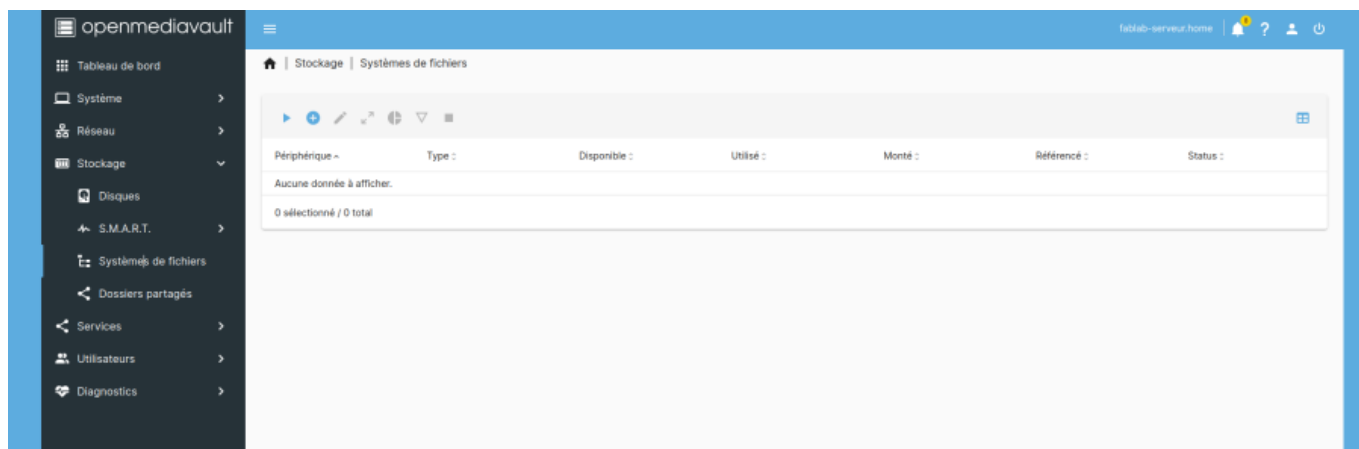 openmediavault
fablab-serveur.home
Tableau de bord
Stockage | Systèmes de fichiers
Système
Réseau
Stockage
Disques
S.M.A.R.T.
Systèmes de fichiers
Dossiers partagés
Services
Utilisateurs
Diagnostics
Périphérique Type Disponible Utilisé Monté Référencé Status
Aucune donnée à afficher.
0 sélectionné / 0 total